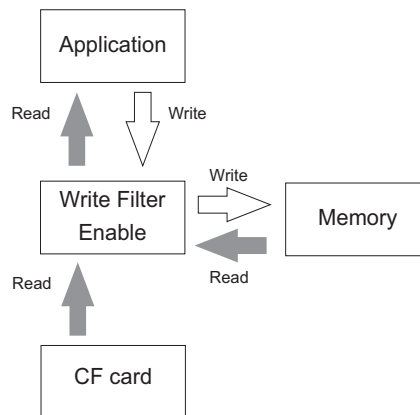 Application
Read
Write
Write
Write Filter
Enable
Memory
Read
Read
CF card